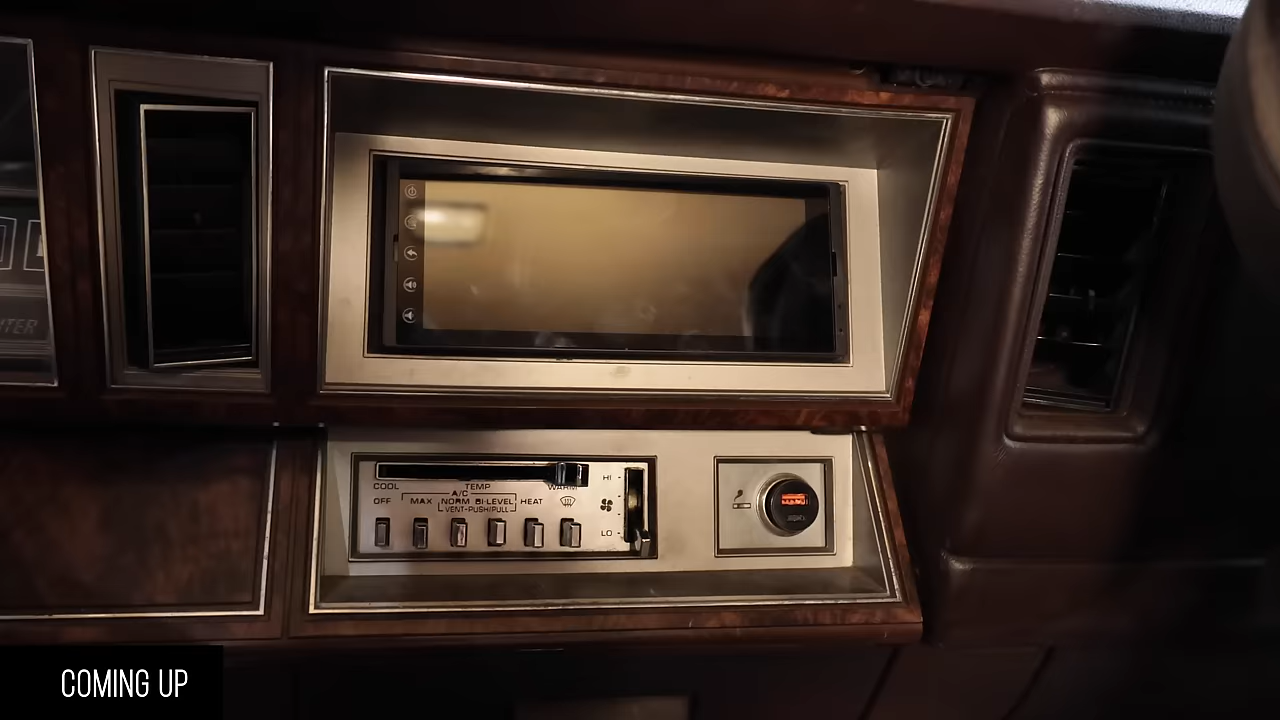 COOL TEMP WARM
A/C
OFF MAX NORM BI-LEVEL HEAT
VENT-PUSH/PULL
HI
LO
COMING UP